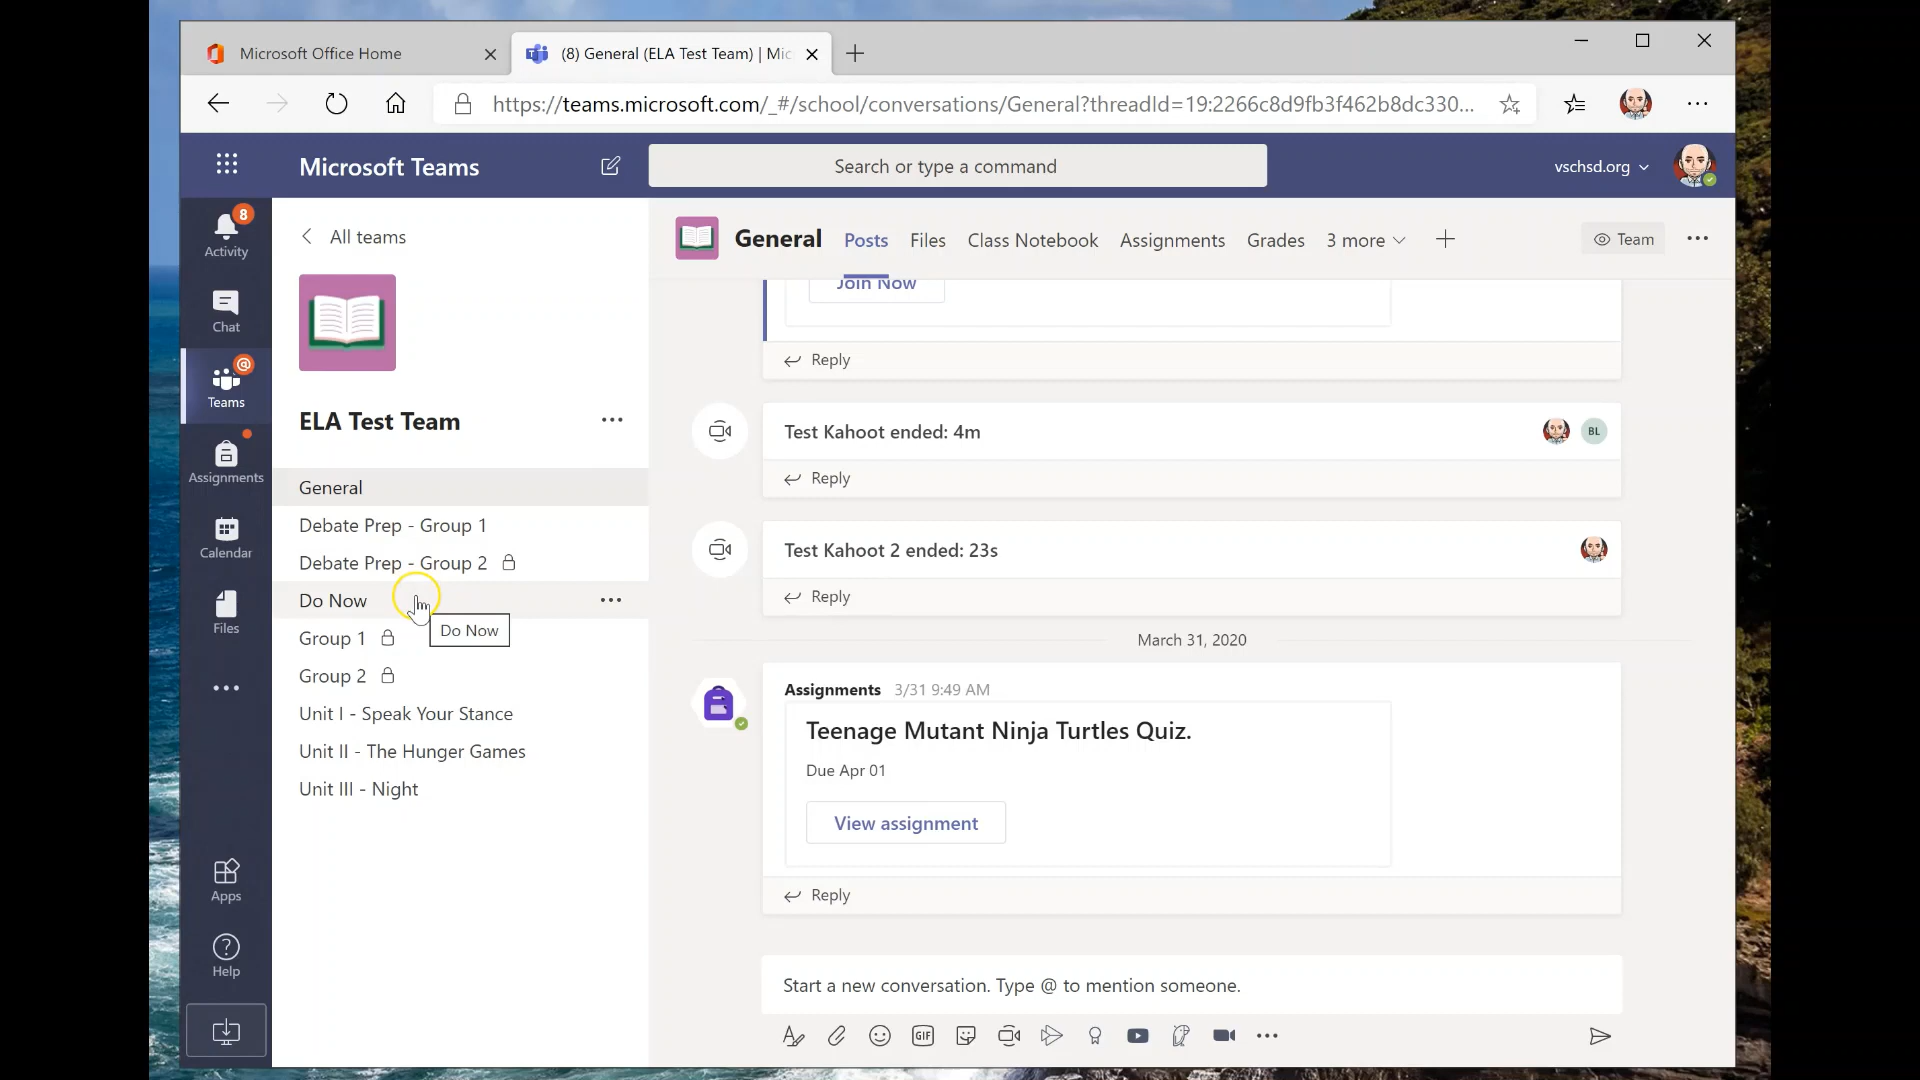 Microsoft Office Home
(8) General (ELA Test Team) | Mic
https://teams.microsoft.com/_#/school/conversations/General?threadId=19:2266c8d9fb3f462b8dc330...
Microsoft Teams
Search or type a command
vschsd.org
8
Activity
Chat
@
Teams
Assignments
Calendar
Files
Apps
Help
All teams
ELA Test Team
General
Debate Prep - Group 1
Debate Prep - Group 2
Do Now
Do Now
Group 1
Group 2
Unit I - Speak Your Stance
Unit II - The Hunger Games
Unit III - Night
General Posts Files Class Notebook Assignments Grades 3 more
Team
Join Now
Reply
Test Kahoot ended: 4m
BL
Reply
Test Kahoot 2 ended: 23s
Reply
March 31, 2020
Assignments 3/31 9:49 AM
Teenage Mutant Ninja Turtles Quiz.
Due Apr 01
View assignment
Reply
Start a new conversation. Type @ to mention someone.
GIF